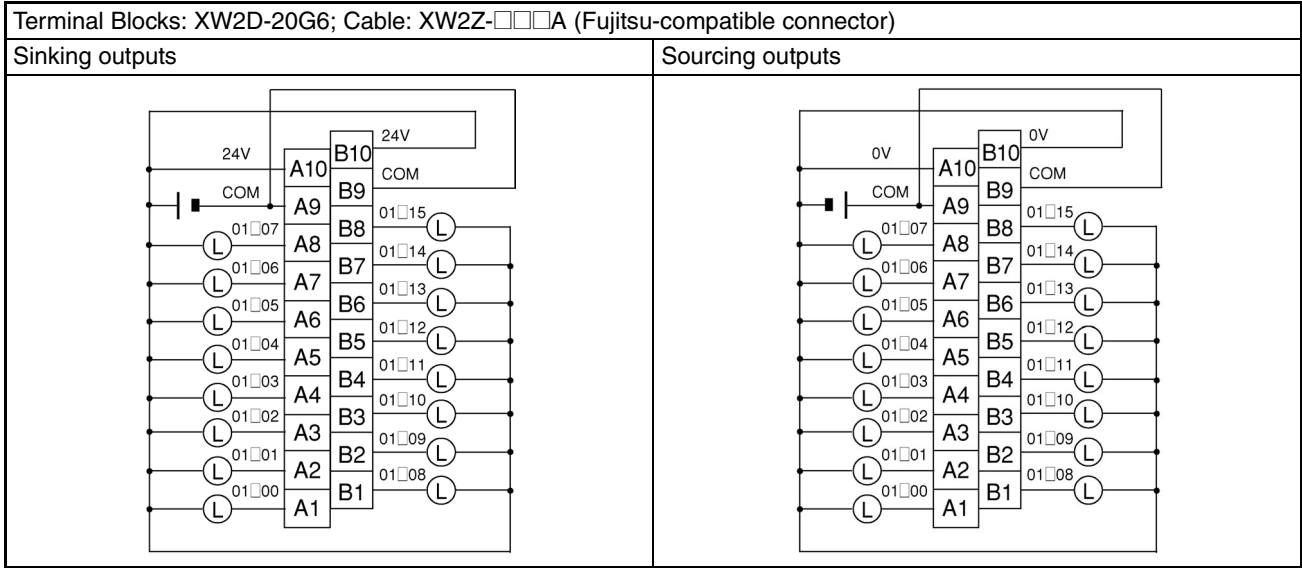 Terminal Blocks: XW2D-20G6; Cable: XW2Z-□□□A (Fujitsu-compatible connector)
Sinking outputs
24V
B10
24V
A10
COM
B9
COM
A9
01□15
B8
L
01□07
L
A8
01□14
B7
L
01□06
L
A7
01□13
B6
L
01□05
L
A6
01□12
B5
L
01□04
L
A5
01□11
B4
L
01□03
L
A4
01□10
B3
L
01□02
L
A3
01□09
B2
L
01□01
L
A2
01□08
B1
L
01□00
L
A1
Sourcing outputs
0V
B10
0V
A10
COM
B9
COM
A9
01□15
B8
L
01□07
L
A8
01□14
B7
L
01□06
L
A7
01□13
B6
L
01□05
L
A6
01□12
B5
L
01□04
L
A5
01□11
B4
L
01□03
L
A4
01□10
B3
L
01□02
L
A3
01□09
B2
L
01□01
L
A2
01□08
B1
L
01□00
L
A1